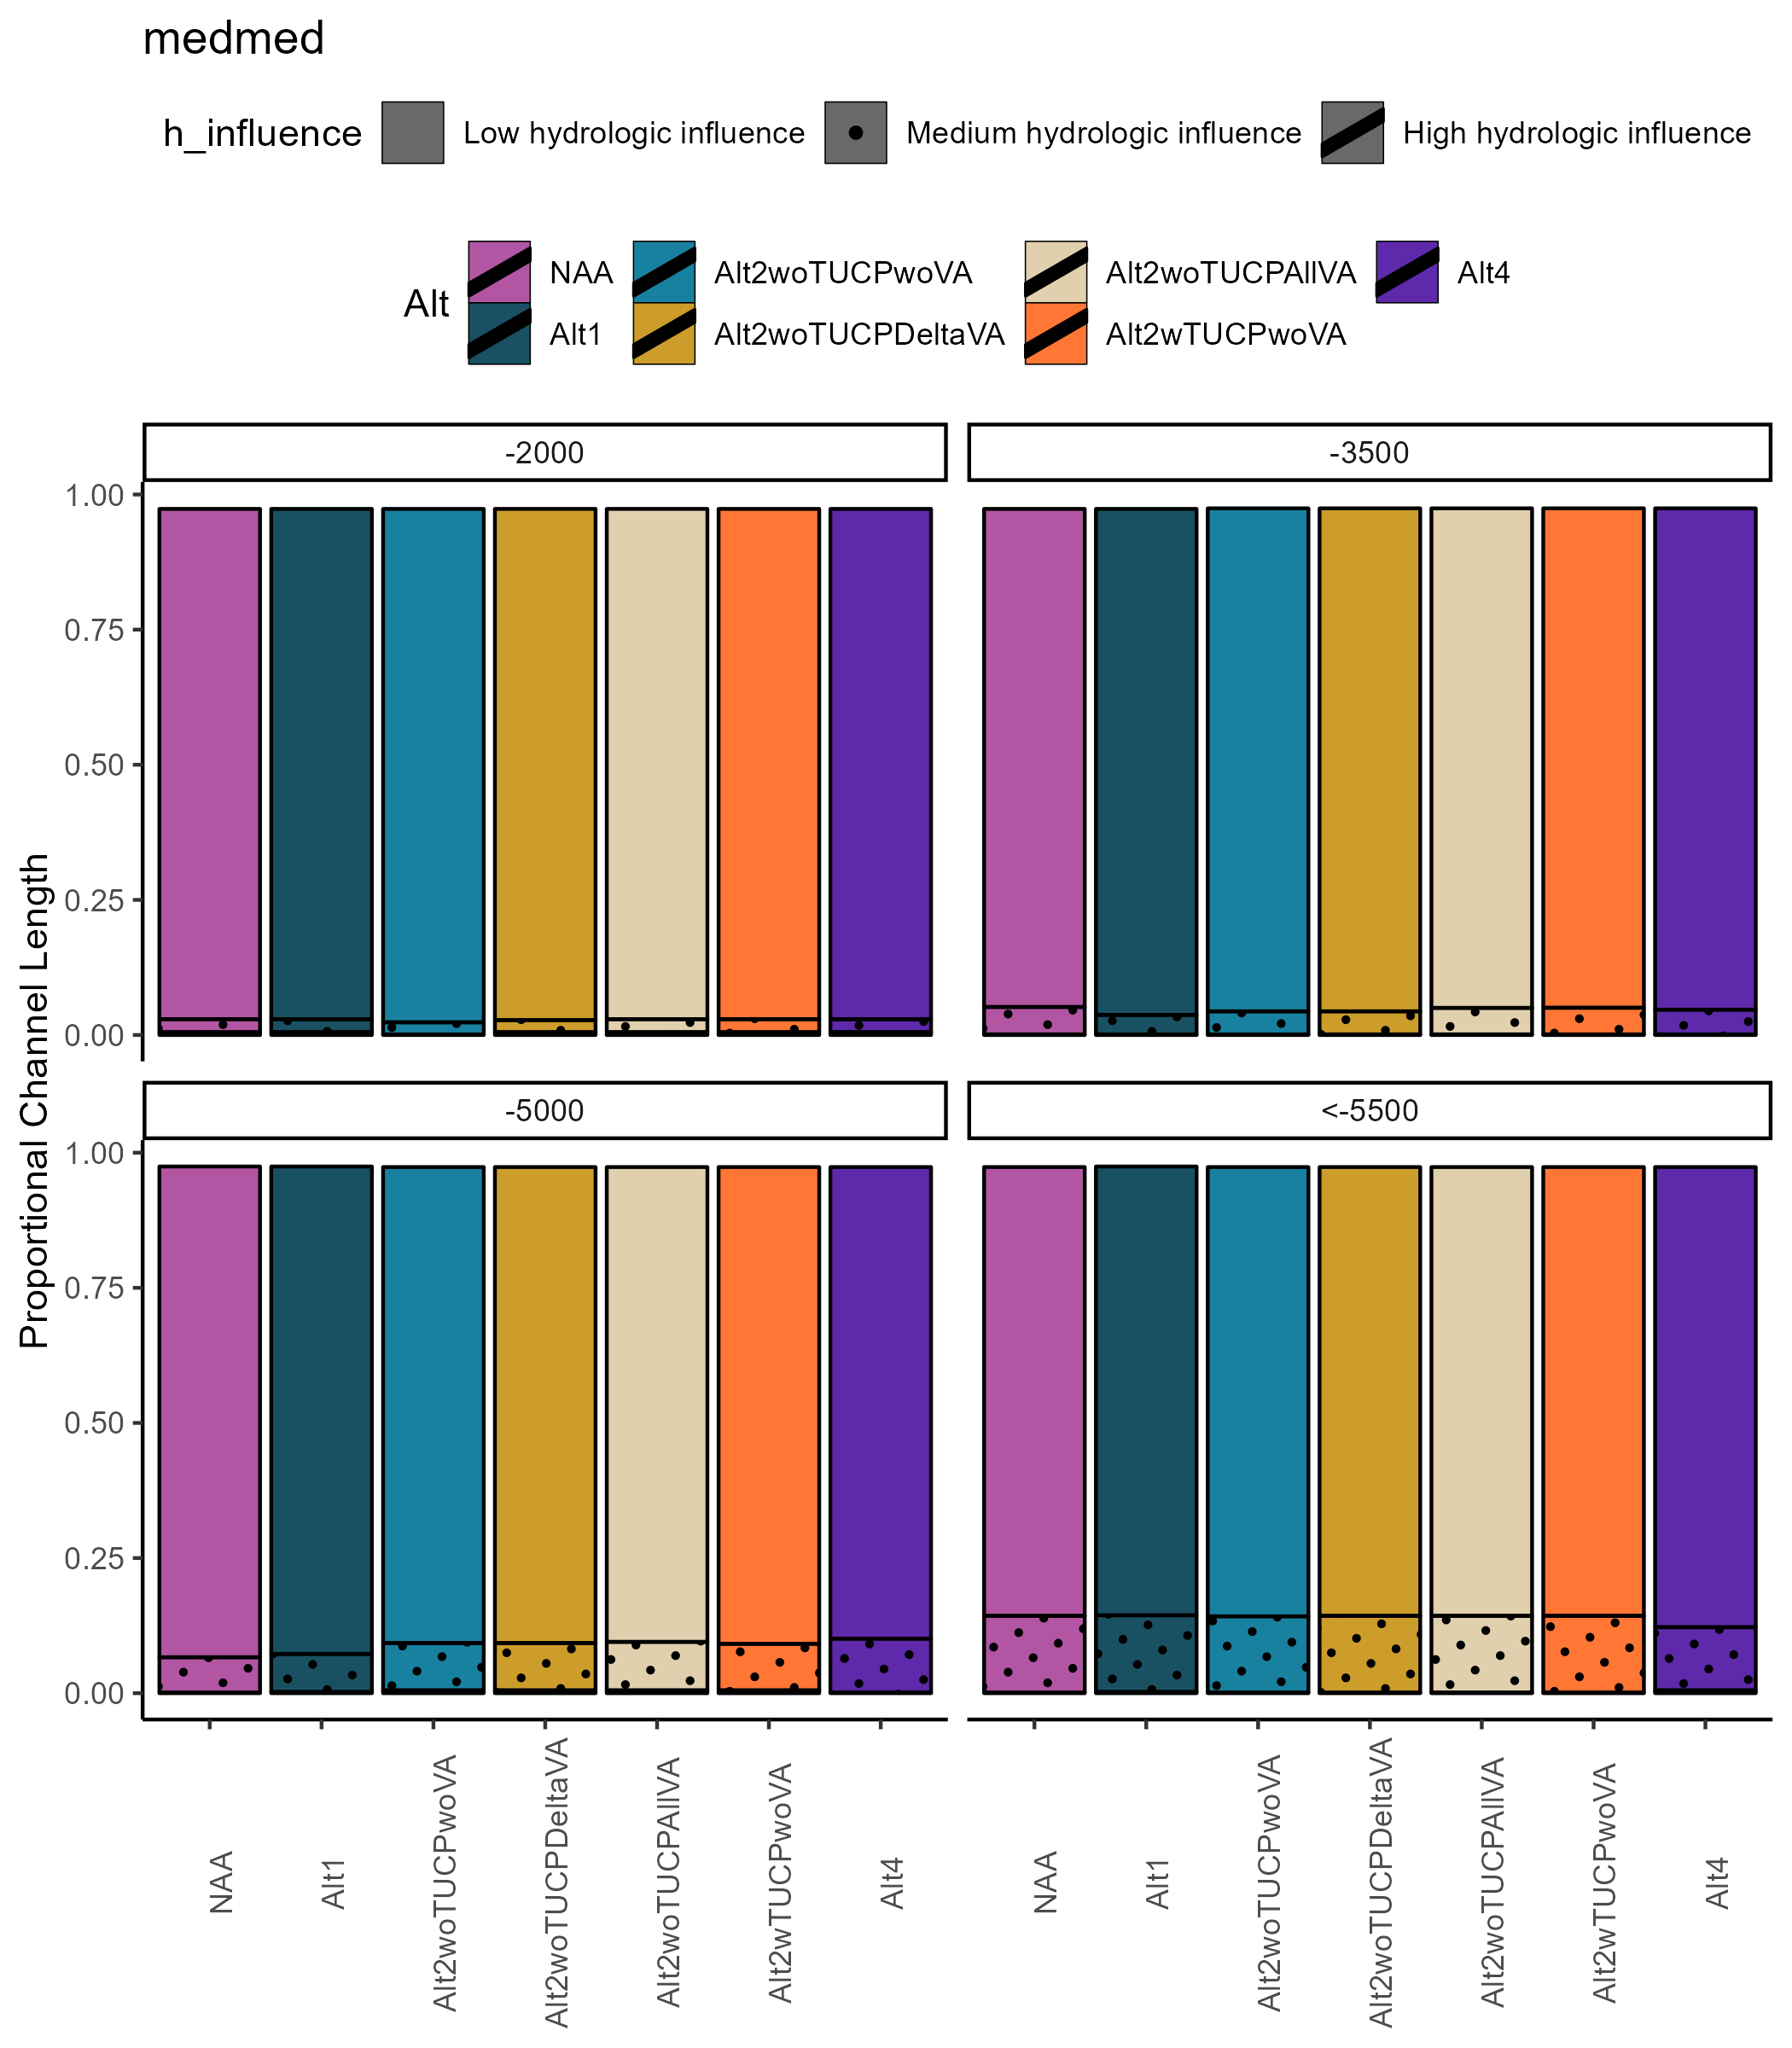 medmed
h_influence Low hydrologic influence Medium hydrologic influence High hydrologic influence
Alt NAA Alt2woTUCPwoVA Alt2woTUCPAllVA Alt4
Alt1 Alt2woTUCPDeltaVA Alt2wTUCPwoVA
-2000 -3500
1.00
0.75
0.50
0.25
0.00
Proportional Channel Length
-5000 <-5500
1.00
0.75
0.50
0.25
0.00
NAA Alt1 Alt2woTUCPwoVA Alt2woTUCPDeltaVA Alt2woTUCPAllVA Alt2wTUCPwoVA Alt4 NAA Alt1 Alt2woTUCPwoVA Alt2woTUCPDeltaVA Alt2woTUCPAllVA Alt2wTUCPwoVA Alt4